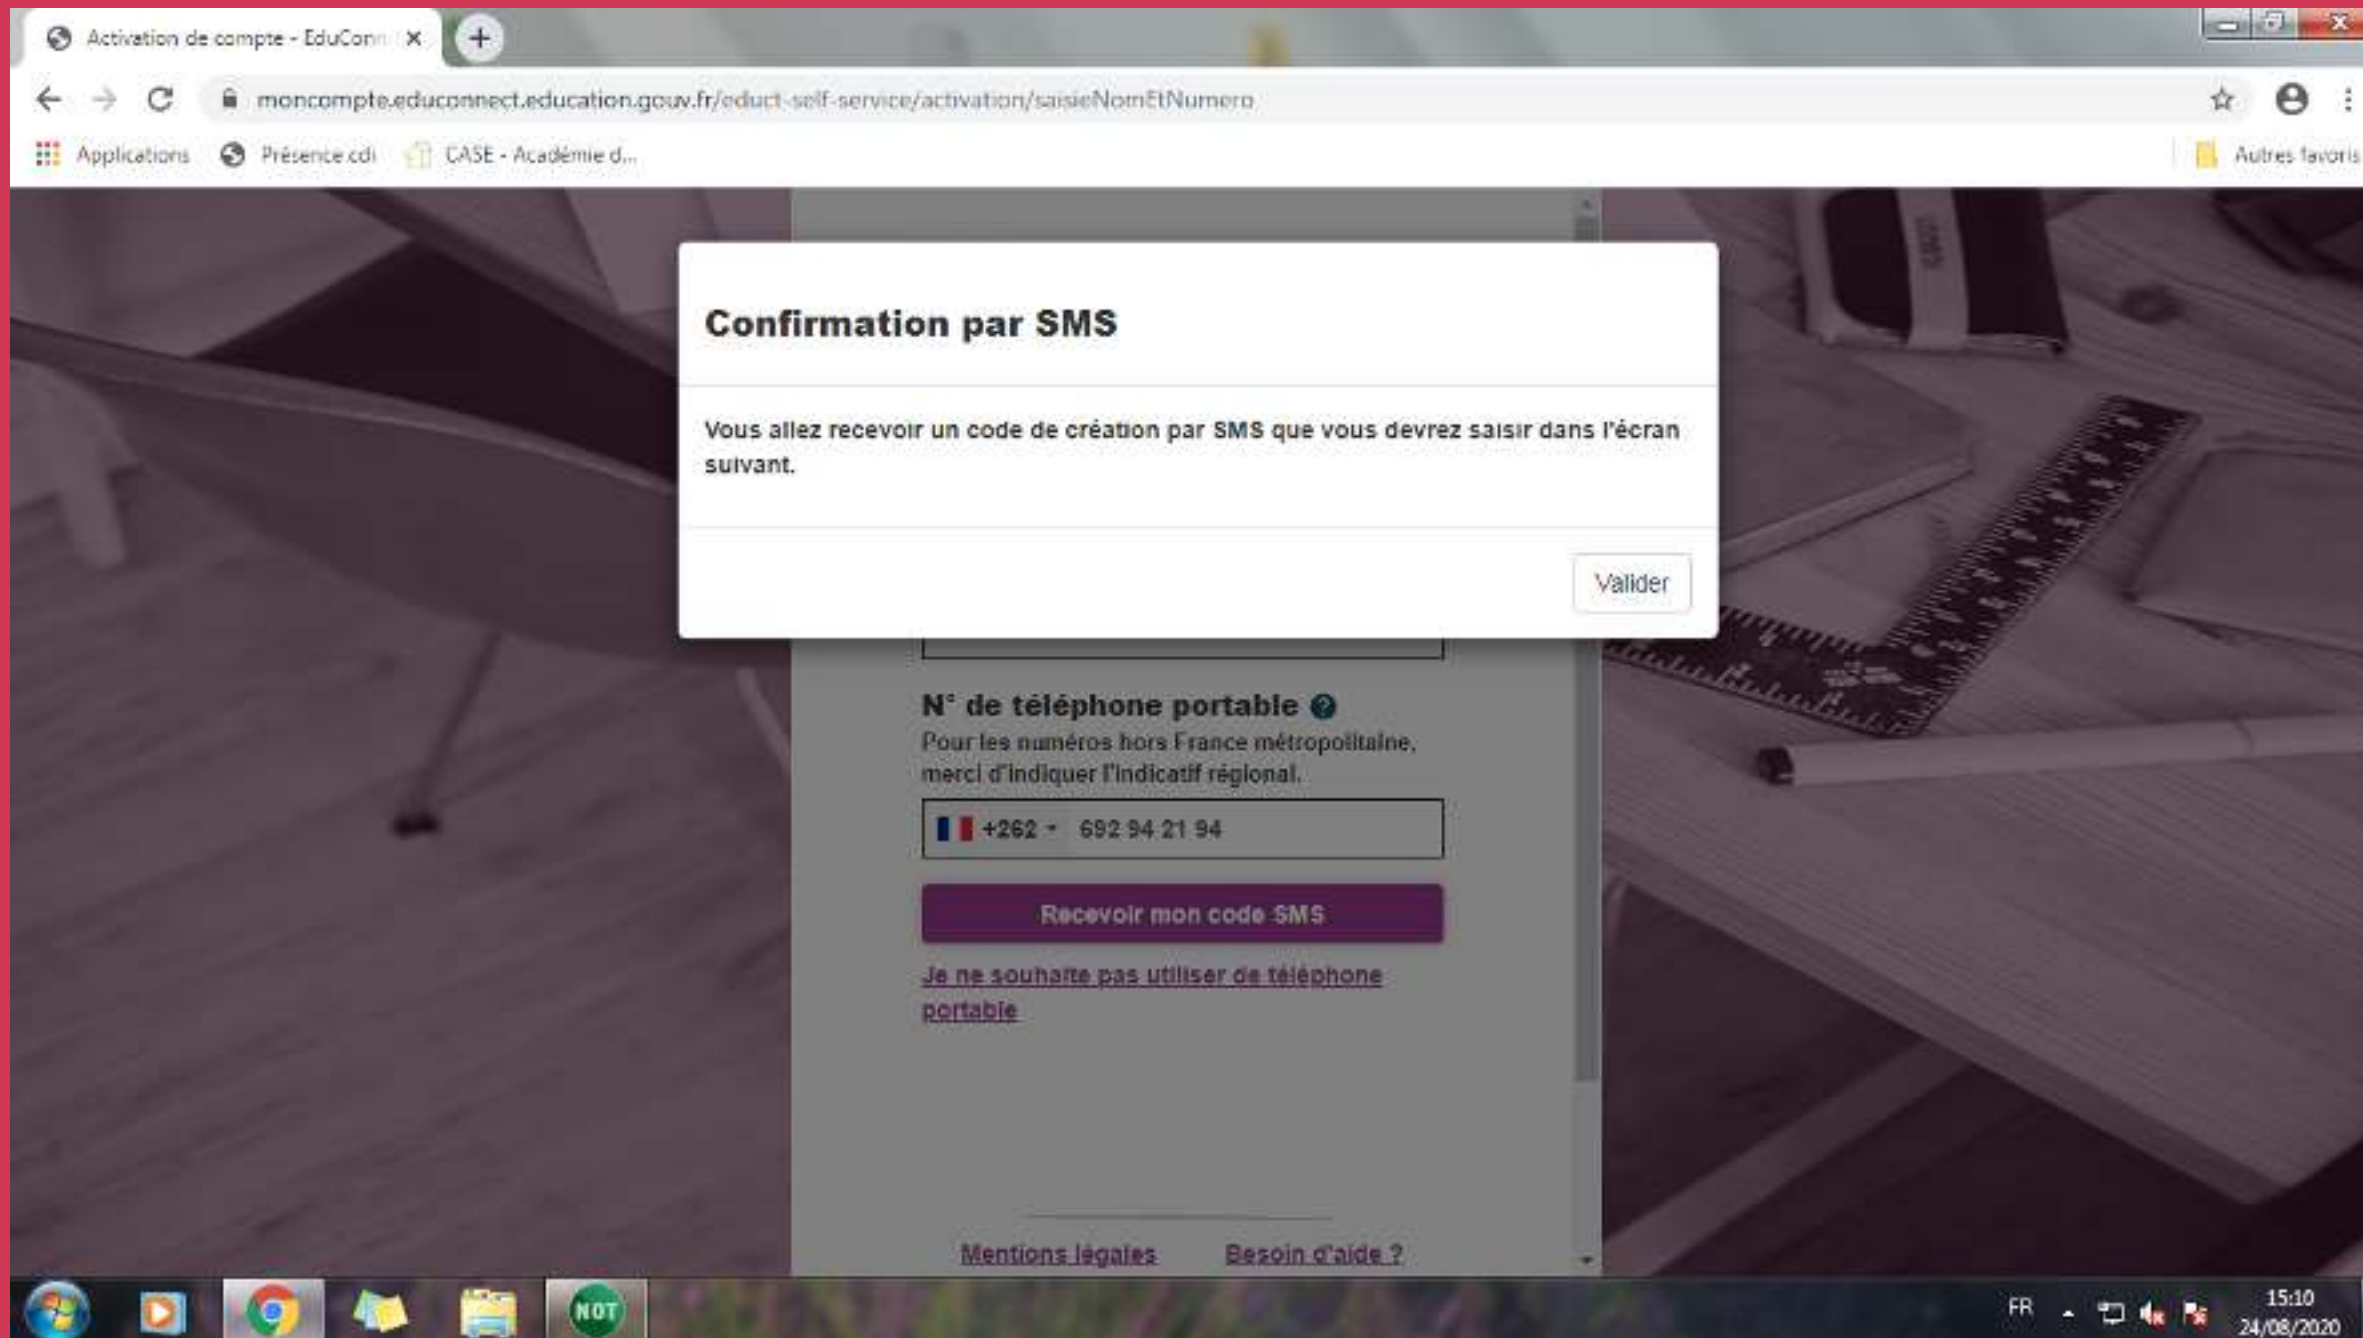 Activation de compte - EduConn
moncompte.educonnect.education.gouv.fr/educt-self-service/activation/saisieNomEtNumero
Applications Présence.cdi CASE - Académie d... Autres favoris
Confirmation par SMS
Vous allez recevoir un code de création par SMS que vous devrez saisir dans l'écran
suivant.
Valider
N° de téléphone portable
Pour les numéros hors France métropolitaine,
merci d'indiquer l'indicatif régional.
+262 692 94 21 94
Recevoir mon code SMS
Je ne souhaite pas utiliser de téléphone
portable
Mentions légales Besoin d'aide ?
NOT FR 15:10
24/08/2020